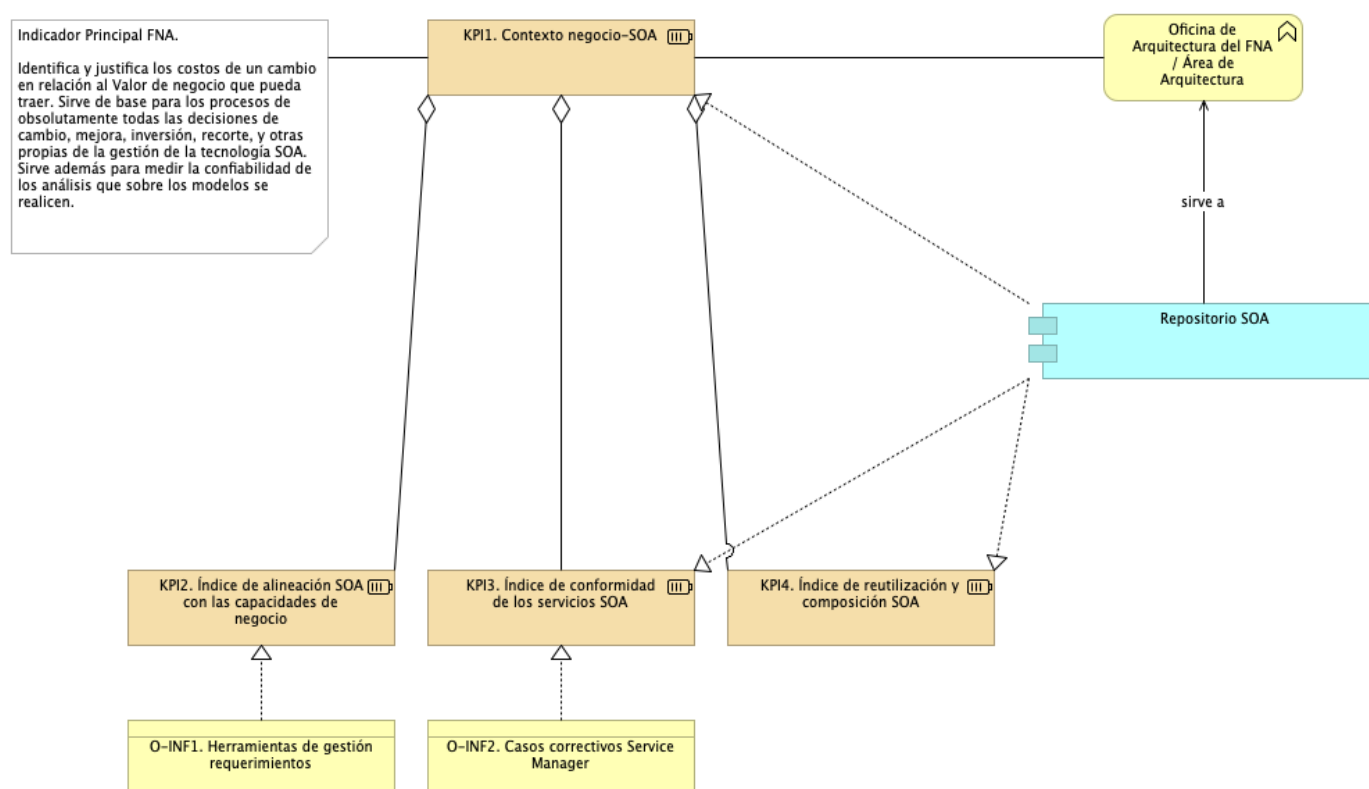 Indicador Principal FNA.
Identifica y justifica los costos de un cambio
en relación al Valor de negocio que pueda
traer. Sirve de base para los procesos de
obsolutamente todas las decisiones de
cambio, mejora, inversión, recorte, y otras
propias de la gestión de la tecnología SOA.
Sirve además para medir la confiabilidad de
los análisis que sobre los modelos se
realicen.
KPI1. Contexto negocio-SOA
Oficina de
Arquitectura del FNA
/ Área de
Arquitectura
sirve a
Repositorio SOA
KPI2. Índice de alineación SOA
con las capacidades de
negocio
KPI3. Índice de conformidad
de los servicios SOA
KPI4. Índice de reutilización y
composición SOA
O-INF1. Herramientas de gestión
requerimientos
O-INF2. Casos correctivos Service
Manager